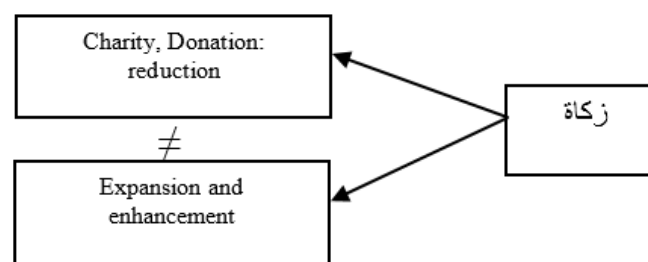 Charity, Donation:
reduction
زكاة
≠
Expansion and
enhancement